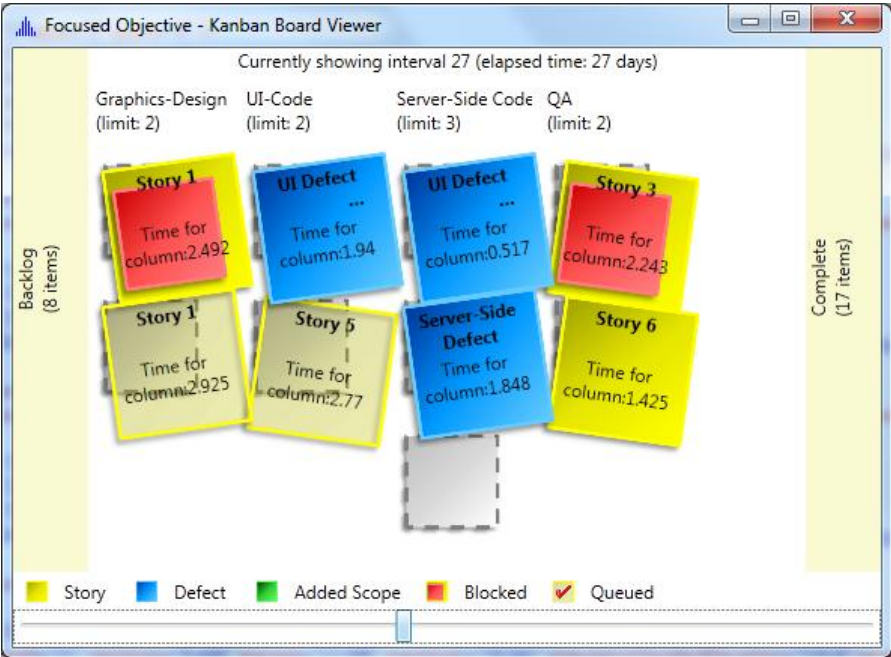 Focused Objective - Kanban Board Viewer
Currently showing interval 27 (elapsed time: 27 days)
Graphics-Design
(limit: 2)
UI-Code
(limit: 2)
Server-Side Code
(limit: 3)
QA
(limit: 2)
Backlog
(8 items)
Story 1
Time for
column:2.492
UI Defect
...
Time for
column:1.94
UI Defect
...
Time for
column:0.517
Story 3
Time for
column:2.243
Story 1
Time for
column:2.925
Story 5
Time for
column:2.77
Server-Side
Defect
Time for
column:1.848
Story 6
Time for
column:1.425
Complete
(17 items)
Story Defect Added Scope Blocked Queued